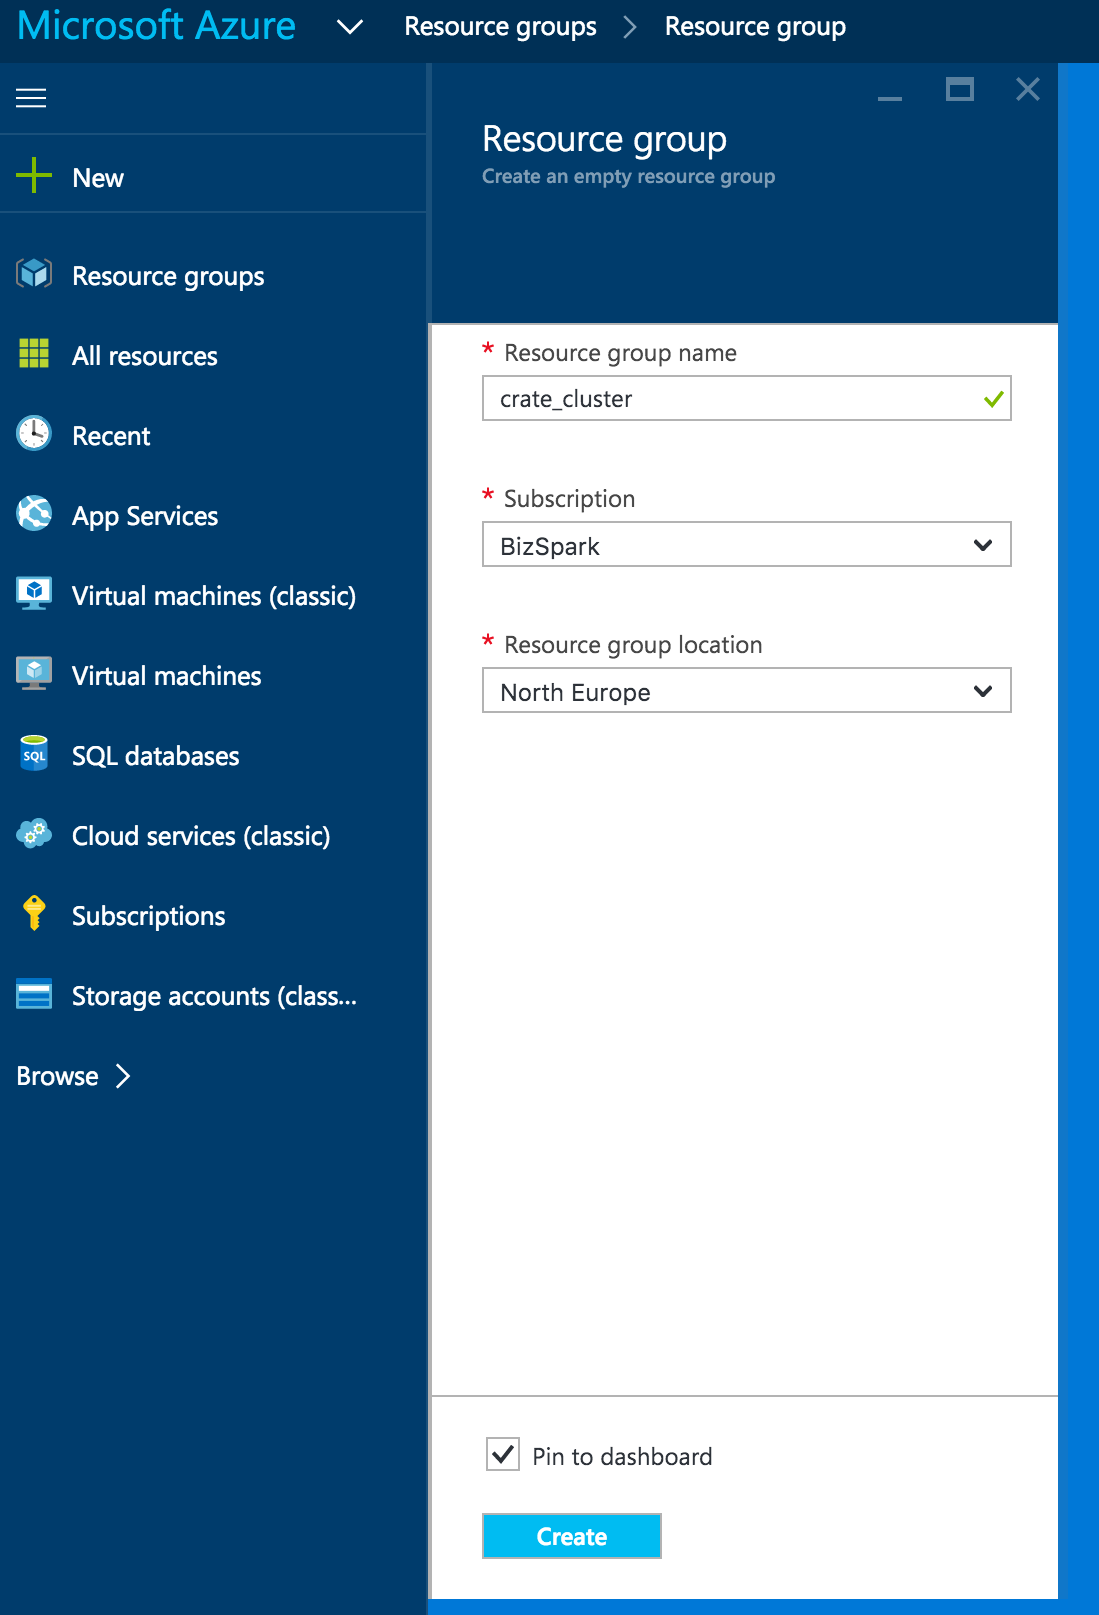 Microsoft Azure
Resource groups
Resource group
New
Resource groups
All resources
Recent
App Services
Virtual machines (classic)
Virtual machines
SQL
SQL databases
Cloud services (classic)
Subscriptions
Storage accounts (class...
Browse
Resource group
Create an empty resource group
* Resource group name
crate_cluster
* Subscription
BizSpark
* Resource group location
North Europe
Pin to dashboard
Create